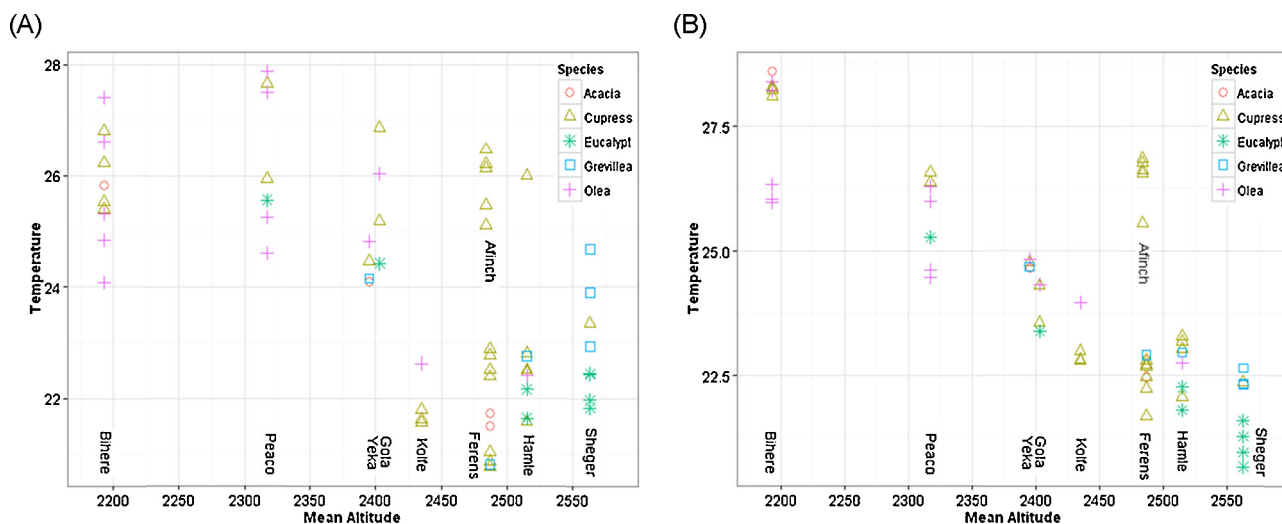 (A)
28
26
24
22
Temperature
Species
Acacia
Cupress
Eucalypt
Grevillea
Olea
Afinch
Bihere
Peaco
Yeka
Gola
Kolfe
Ferens
Hamle
Sheger
2200
2250
2300
2350
2400
2450
2500
2550
Mean Altitude
(B)
27.5
25.0
22.5
Temperature
Species
Acacia
Cupress
Eucalypt
Grevillea
Olea
Afinch
Bihere
Peaco
Yeka
Gola
Kolfe
Ferens
Hamle
Sheger
2200
2250
2300
2350
2400
2450
2500
2550
Mean Altitude